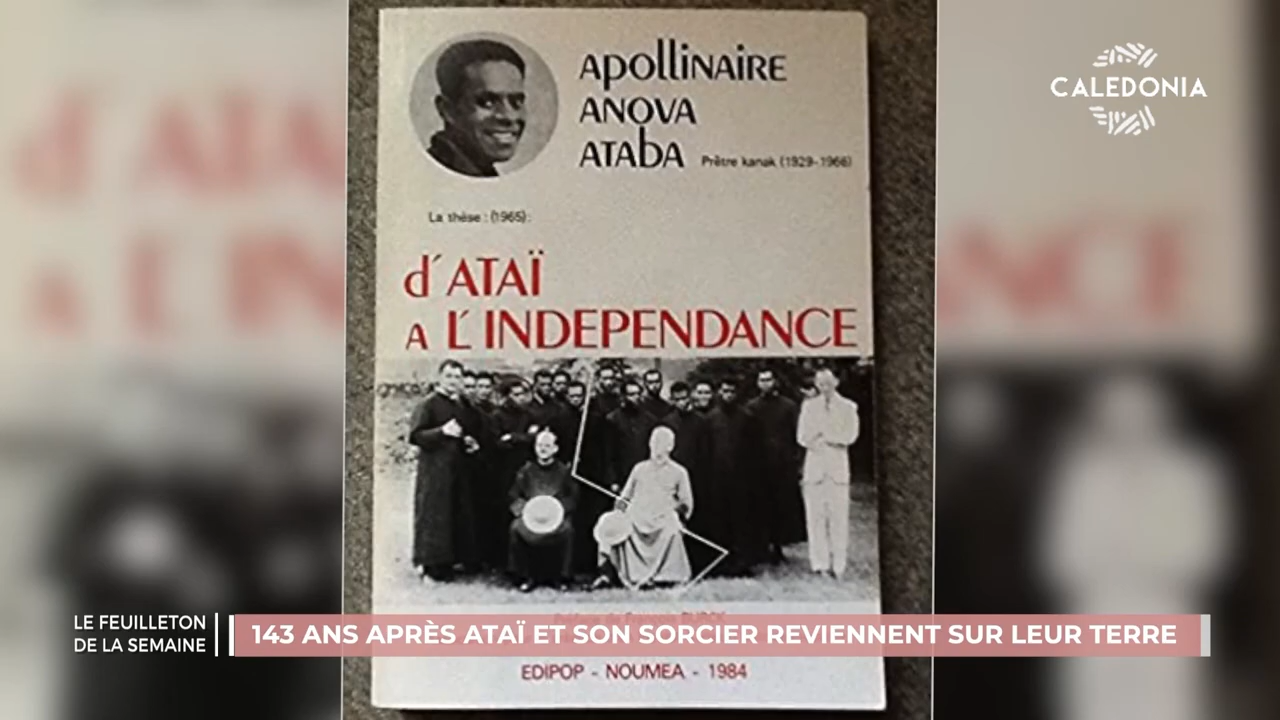 APOLLINAIRE
ANOVA
ATABA Prêtre kanak (1929-1966)
La thèse : (1965) :
d'ATAÏ
A L'INDEPENDANCE
CALEDONIA
LE FEUILLETON
DE LA SEMAINE
143 ANS APRÈS ATAÏ ET SON SORCIER REVIENNENT SUR LEUR TERRE
EDIPOP - NOUMEA - 1984